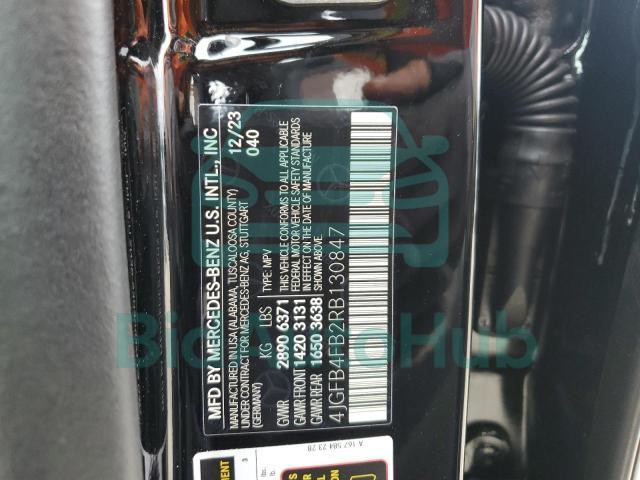 MFD BY MERCEDES-BENZ U.S. INTL., INC 12/23
MANUFACTURED IN USA (ALABAMA, TUSCALOOSA COUNTY) 040
UNDER CONTRACT FOR MERCEDES-BENZ AG, STUTTGART
(GERMANY)
KG LBS TYPE: MPV
GVWR 2890 6371
GAWR FRONT 1420 3131
GAWR REAR 1650 3638
THIS VEHICLE CONFORMS TO ALL APPLICABLE
FEDERAL MOTOR VEHICLE SAFETY STANDARDS
IN EFFECT ON THE DATE OF MANUFACTURE
SHOWN ABOVE.
4JGFB4FB2RB130847
A 167 584 23 28
BidAutoHub